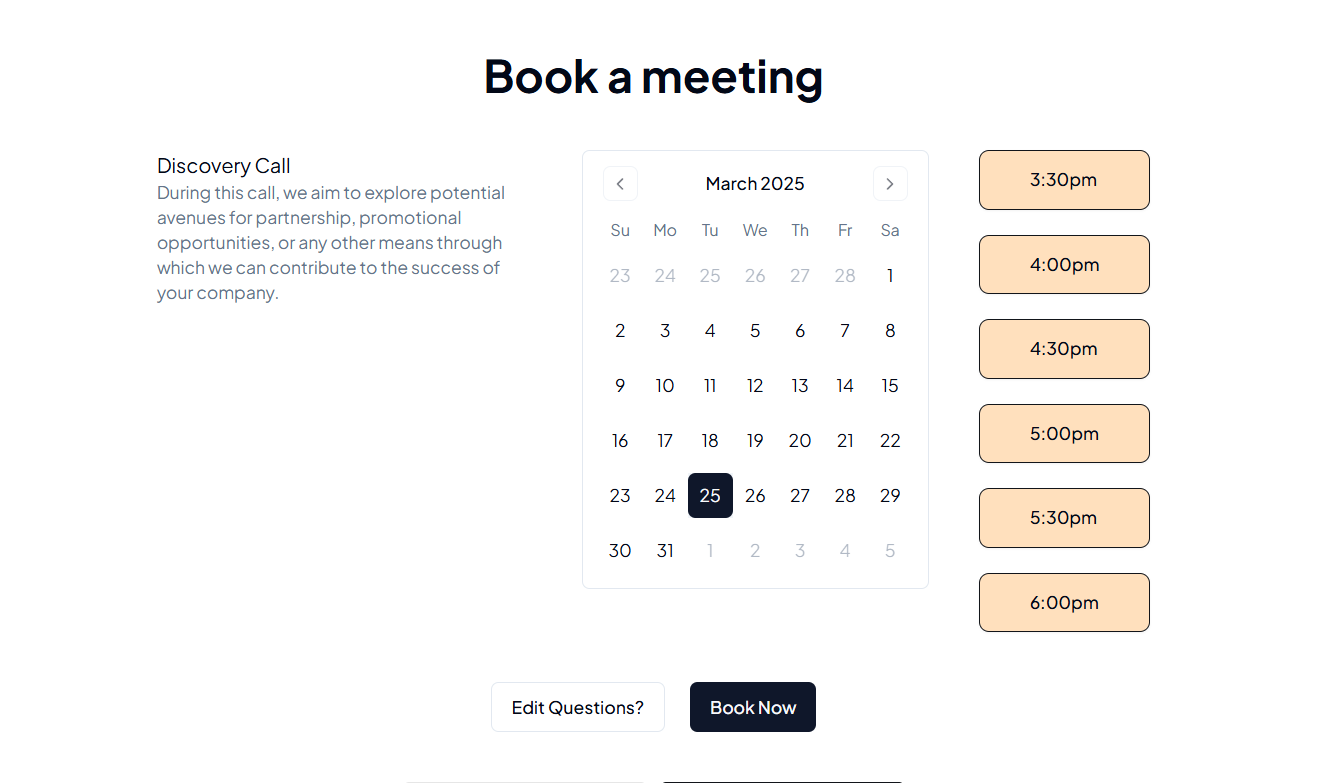 Book a meeting
Discovery Call
During this call, we aim to explore potential
avenues for partnership, promotional
opportunities, or any other means through
which we can contribute to the success of
your company.
March 2025
Su Mo Tu We Th Fr Sa
23 24 25 26 27 28 1
2 3 4 5 6 7 8
9 10 11 12 13 14 15
16 17 18 19 20 21 22
23 24 25 26 27 28 29
30 31 1 2 3 4 5
3:30pm
4:00pm
4:30pm
5:00pm
5:30pm
6:00pm
Edit Questions?
Book Now